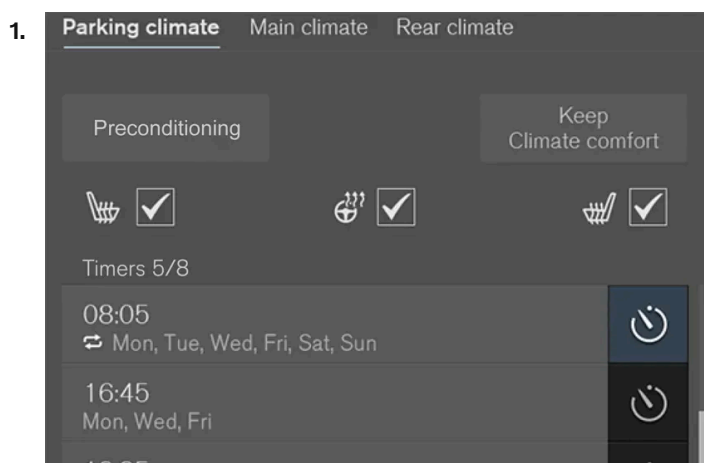 1.
Parking climate Main climate Rear climate
Preconditioning
Keep
Climate comfort
Timers 5/8
08:05
Mon, Tue, Wed, Fri, Sat, Sun
16:45
Mon, Wed, Fri